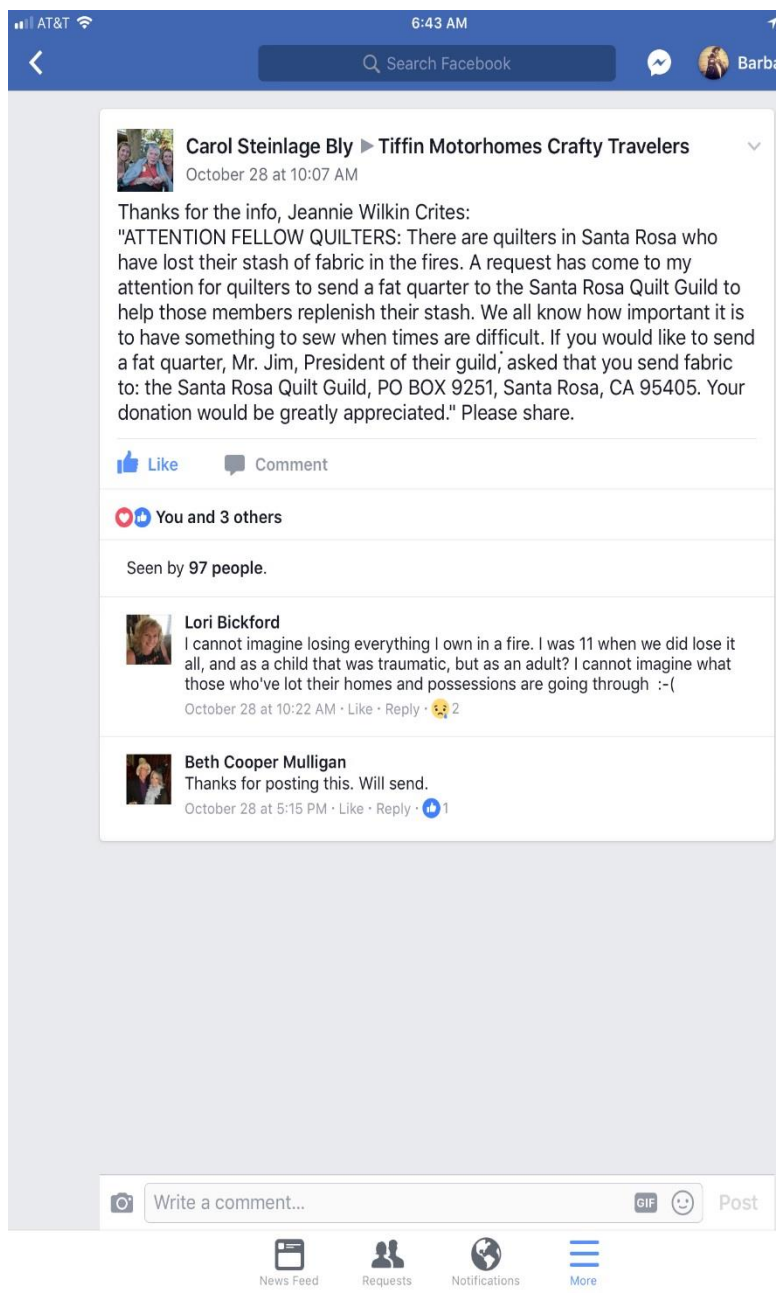 AT&T
6:43 AM
Search Facebook
Barba
Carol Steinlage Bly ▶ Tiffin Motorhomes Crafty Travelers
October 28 at 10:07 AM
Thanks for the info, Jeannie Wilkin Crites:
"ATTENTION FELLOW QUILTERS: There are quilters in Santa Rosa who
have lost their stash of fabric in the fires. A request has come to my
attention for quilters to send a fat quarter to the Santa Rosa Quilt Guild to
help those members replenish their stash. We all know how important it is
to have something to sew when times are difficult. If you would like to send
a fat quarter, Mr. Jim, President of their guild, asked that you send fabric
to: the Santa Rosa Quilt Guild, PO BOX 9251, Santa Rosa, CA 95405. Your
donation would be greatly appreciated." Please share.
Like Comment
You and 3 others
Seen by 97 people.
Lori Bickford
I cannot imagine losing everything I own in a fire. I was 11 when we did lose it
all, and as a child that was traumatic, but as an adult? I cannot imagine what
those who've lot their homes and possessions are going through :-(
October 28 at 10:22 AM · Like · Reply · 😢 2
Beth Cooper Mulligan
Thanks for posting this. Will send.
October 28 at 5:15 PM · Like · Reply · 1
Write a comment...
GIF
Post
News Feed Requests Notifications More